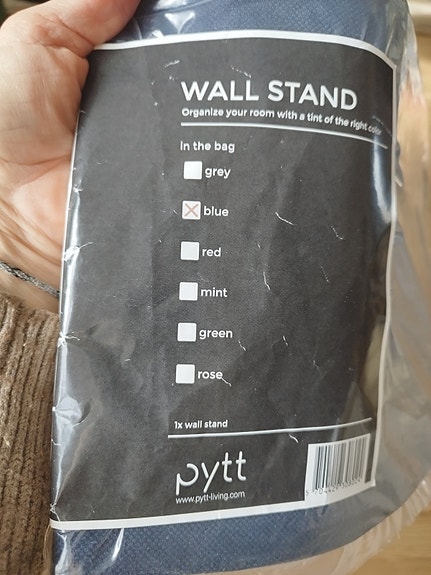 WALL STAND
Organize your room with a tint of the right color
In the bag
grey
blue
red
mint
green
rose
1x wall stand
pytt
www.pytt-living.com